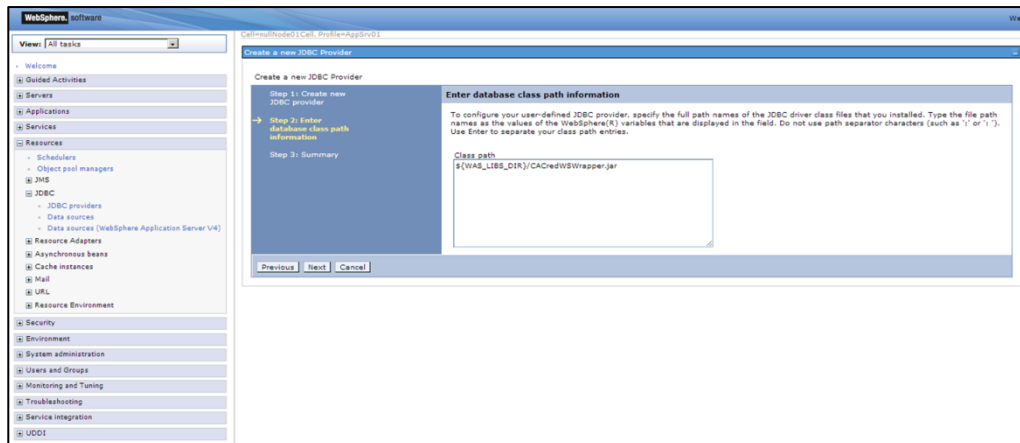 WebSphere. software
We
View: All tasks
Cell=nullNode01Cell, Profile=AppSrv01
Welcome
Guided Activities
Servers
Applications
Services
Resources
Schedulers
Object pool managers
JMS
JDBC
JDBC providers
Data sources
Data sources (WebSphere Application Server V4)
Resource Adapters
Asynchronous beans
Cache instances
Mail
URL
Resource Environment
Security
Environment
System administration
Users and Groups
Monitoring and Tuning
Troubleshooting
Service integration
UDDI
Create a new JDBC Provider
Create a new JDBC Provider
Step 1: Create new
JDBC provider
Step 2: Enter
database class path
information
Step 3: Summary
Enter database class path information
To configure your user-defined JDBC provider, specify the full path names of the JDBC driver class files that you installed. Type the file path
names as the values of the WebSphere(R) variables that are displayed in the field. Do not use path separator characters (such as ';' or ': ').
Use Enter to separate your class path entries.
Class path
${WAS_LIBS_DIR}/CACredWSWrapper.jar
Previous Next Cancel